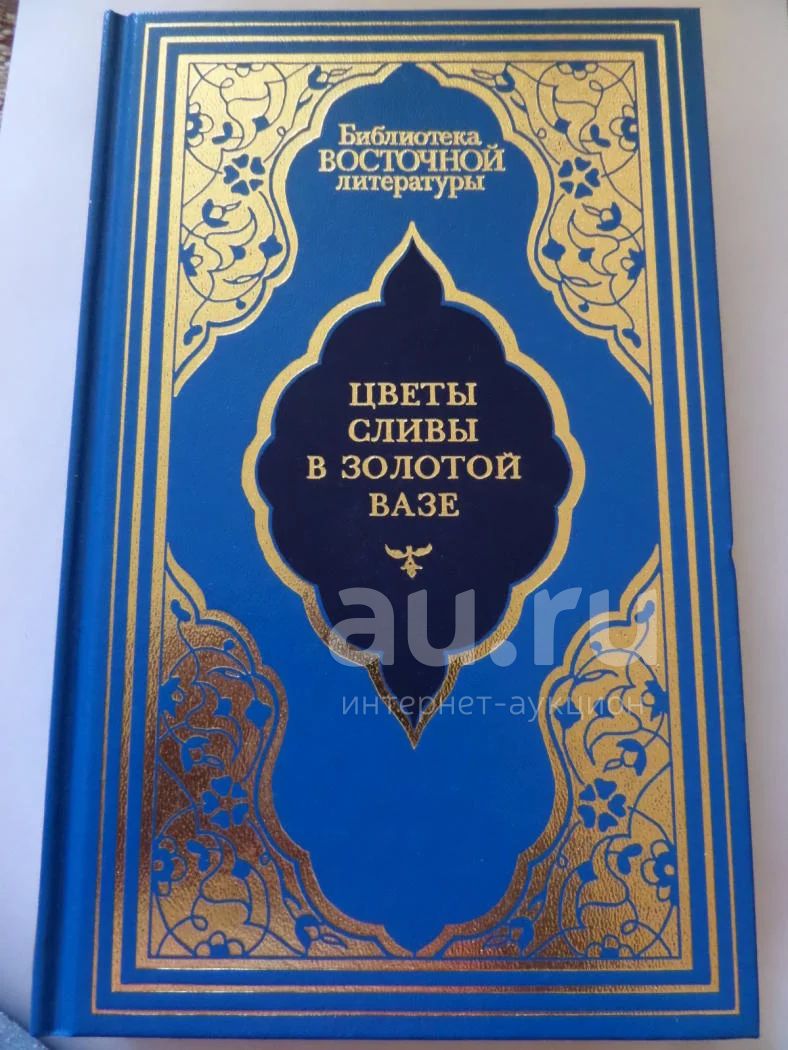 Библиотека
ВОСТОЧНОЙ
литературы
ЦВЕТЫ
СЛИВЫ
В ЗОЛОТОЙ
ВАЗЕ
au.ru
интернет-аукцион